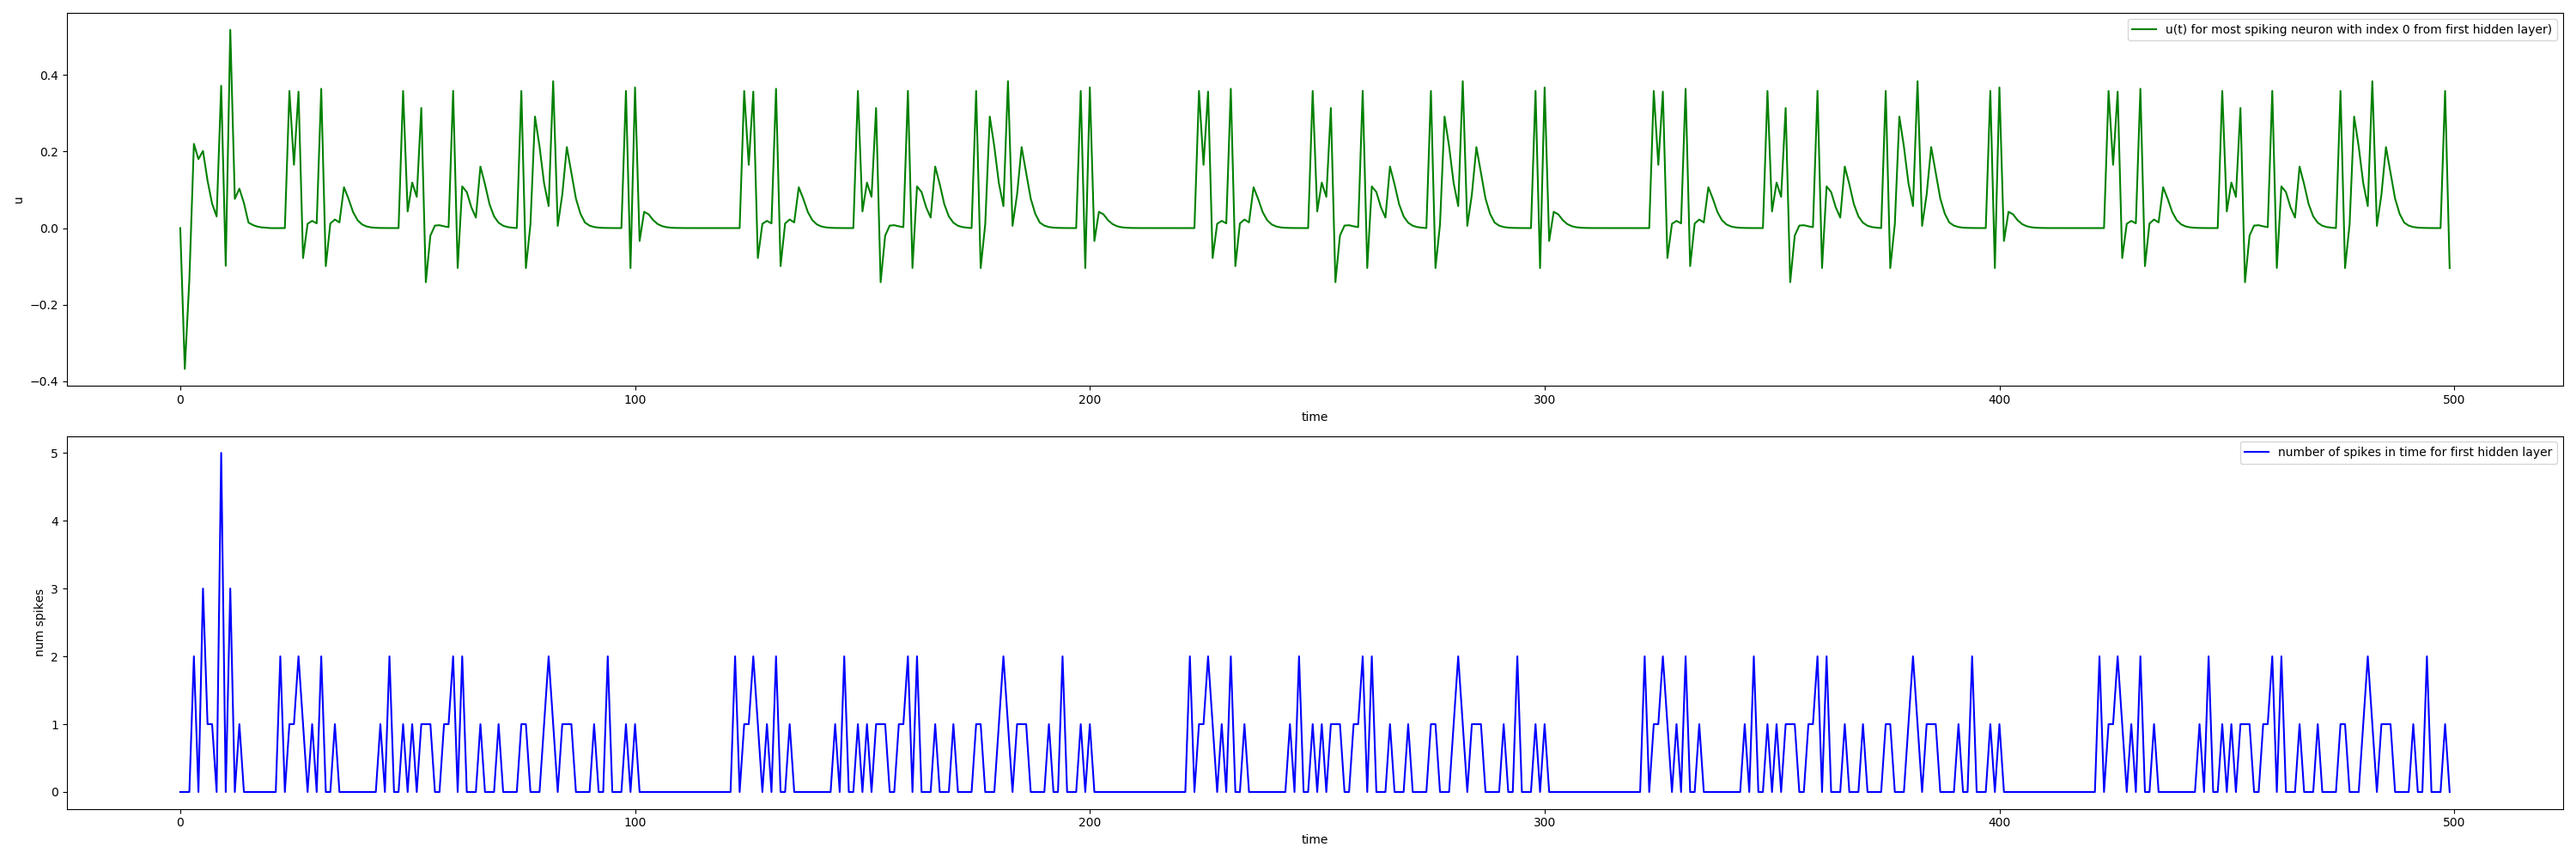 u(t) for most spiking neuron with index 0 from first hidden layer)
0.4
0.2
0.0
−0.2
−0.4
u
0 100 200 300 400 500
time
number of spikes in time for first hidden layer
5
4
3
2
1
0
num spikes
0 100 200 300 400 500
time